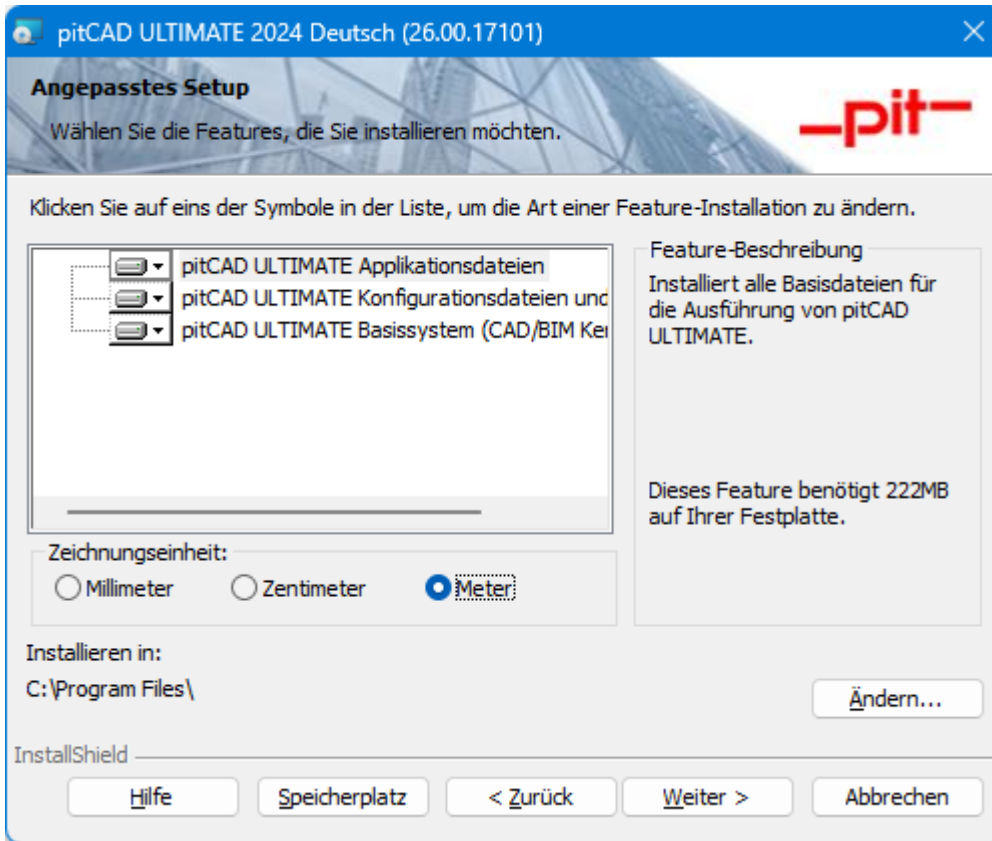 pitCAD ULTIMATE 2024 Deutsch (26.00.17101)
Angepasstes Setup
Wählen Sie die Features, die Sie installieren möchten.
pit
Klicken Sie auf eins der Symbole in der Liste, um die Art einer Feature-Installation zu ändern.
pitCAD ULTIMATE Applikationsdateien
pitCAD ULTIMATE Konfigurationsdateien und
pitCAD ULTIMATE Basissystem (CAD/BIM Ker
Feature-Beschreibung
Installiert alle Basisdateien für
die Ausführung von pitCAD
ULTIMATE.
Dieses Feature benötigt 222MB
auf Ihrer Festplatte.
Zeichnungseinheit:
Millimeter Zentimeter Meter
Installieren in:
C:\Program Files\
Ändern...
InstallShield
Hilfe Speicherplatz < Zurück Weiter > Abbrechen